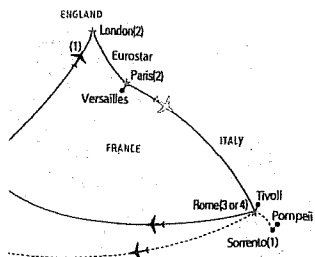 ENGLAND
London(2)
(1)
Eurostar
Paris(2)
Versailles
ITALY
FRANCE
Tivoli
Rome(3 or 4)
Pompeii
Sorrento(1)